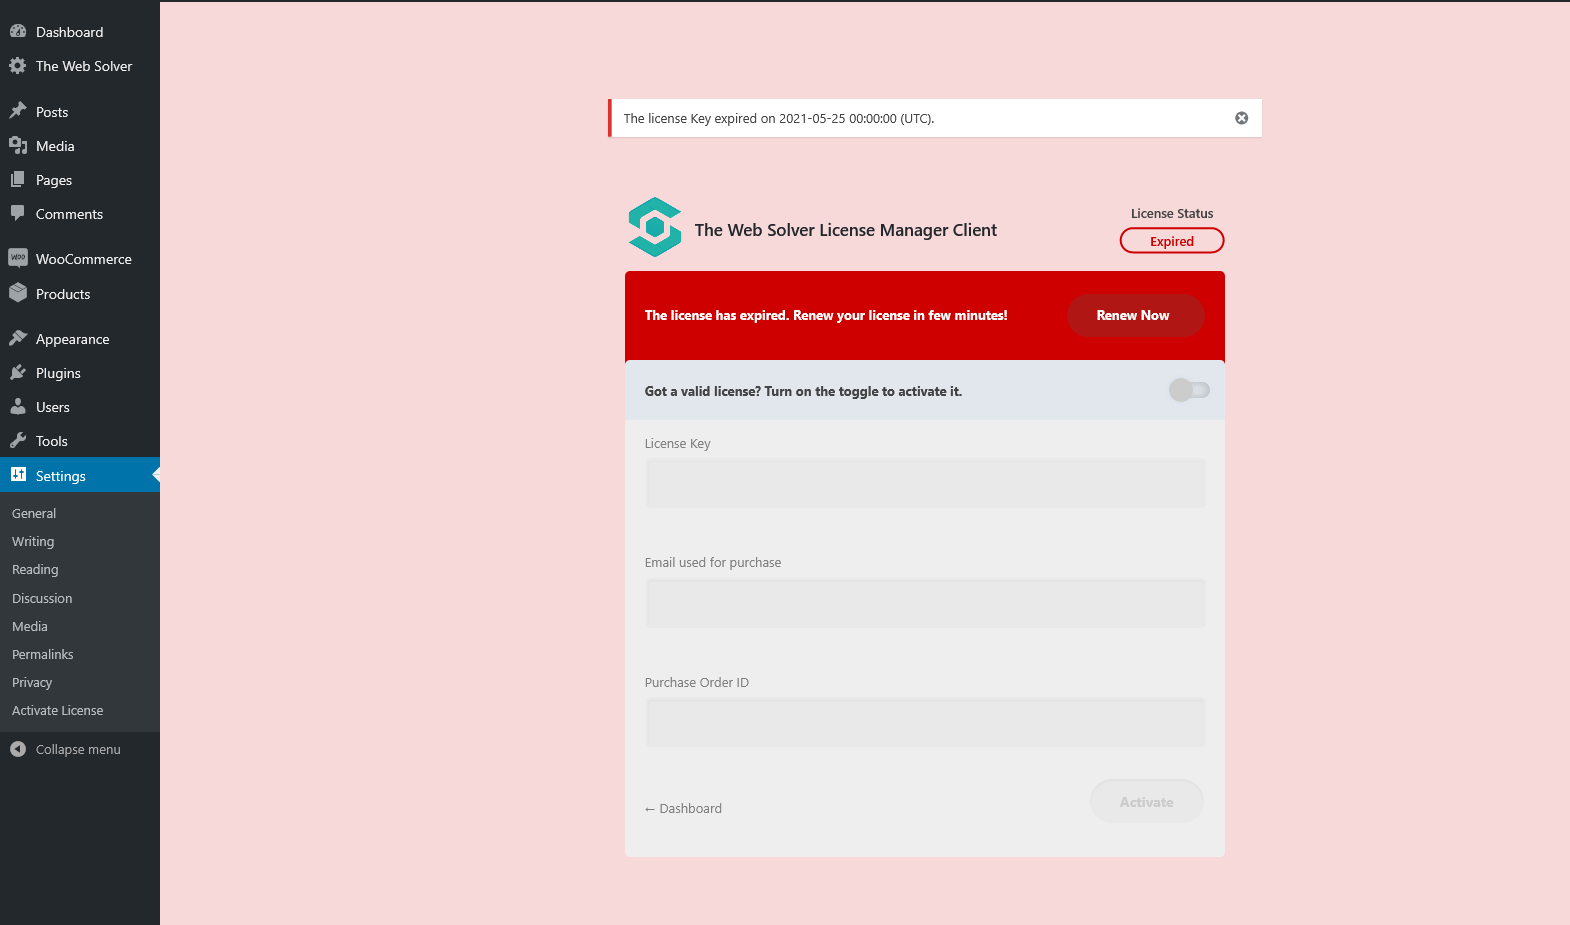 Dashboard
The Web Solver
Posts
Media
Pages
Comments
WOO WooCommerce
Products
Appearance
Plugins
Users
Tools
Settings
General
Writing
Reading
Discussion
Media
Permalinks
Privacy
Activate License
Collapse menu
The license Key expired on 2021-05-25 00:00:00 (UTC).
The Web Solver License Manager Client
License Status
Expired
The license has expired. Renew your license in few minutes!
Renew Now
Got a valid license? Turn on the toggle to activate it.
License Key
Email used for purchase
Purchase Order ID
← Dashboard
Activate